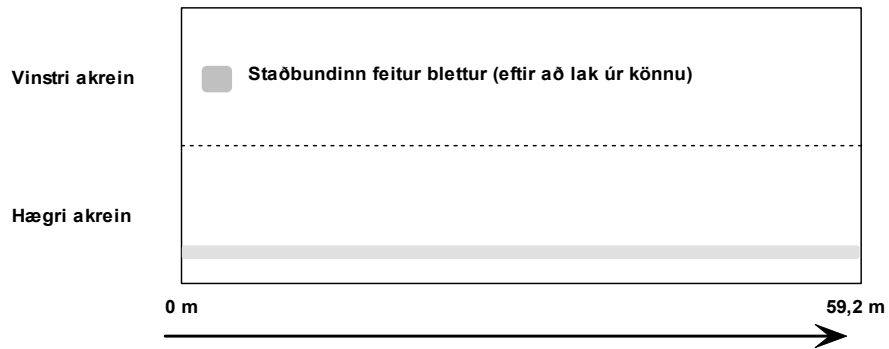 Vinstri akrein
Staðbundinn feitur blettur (eftir að lak úr könnu)
Hægri akrein
0 m
59,2 m